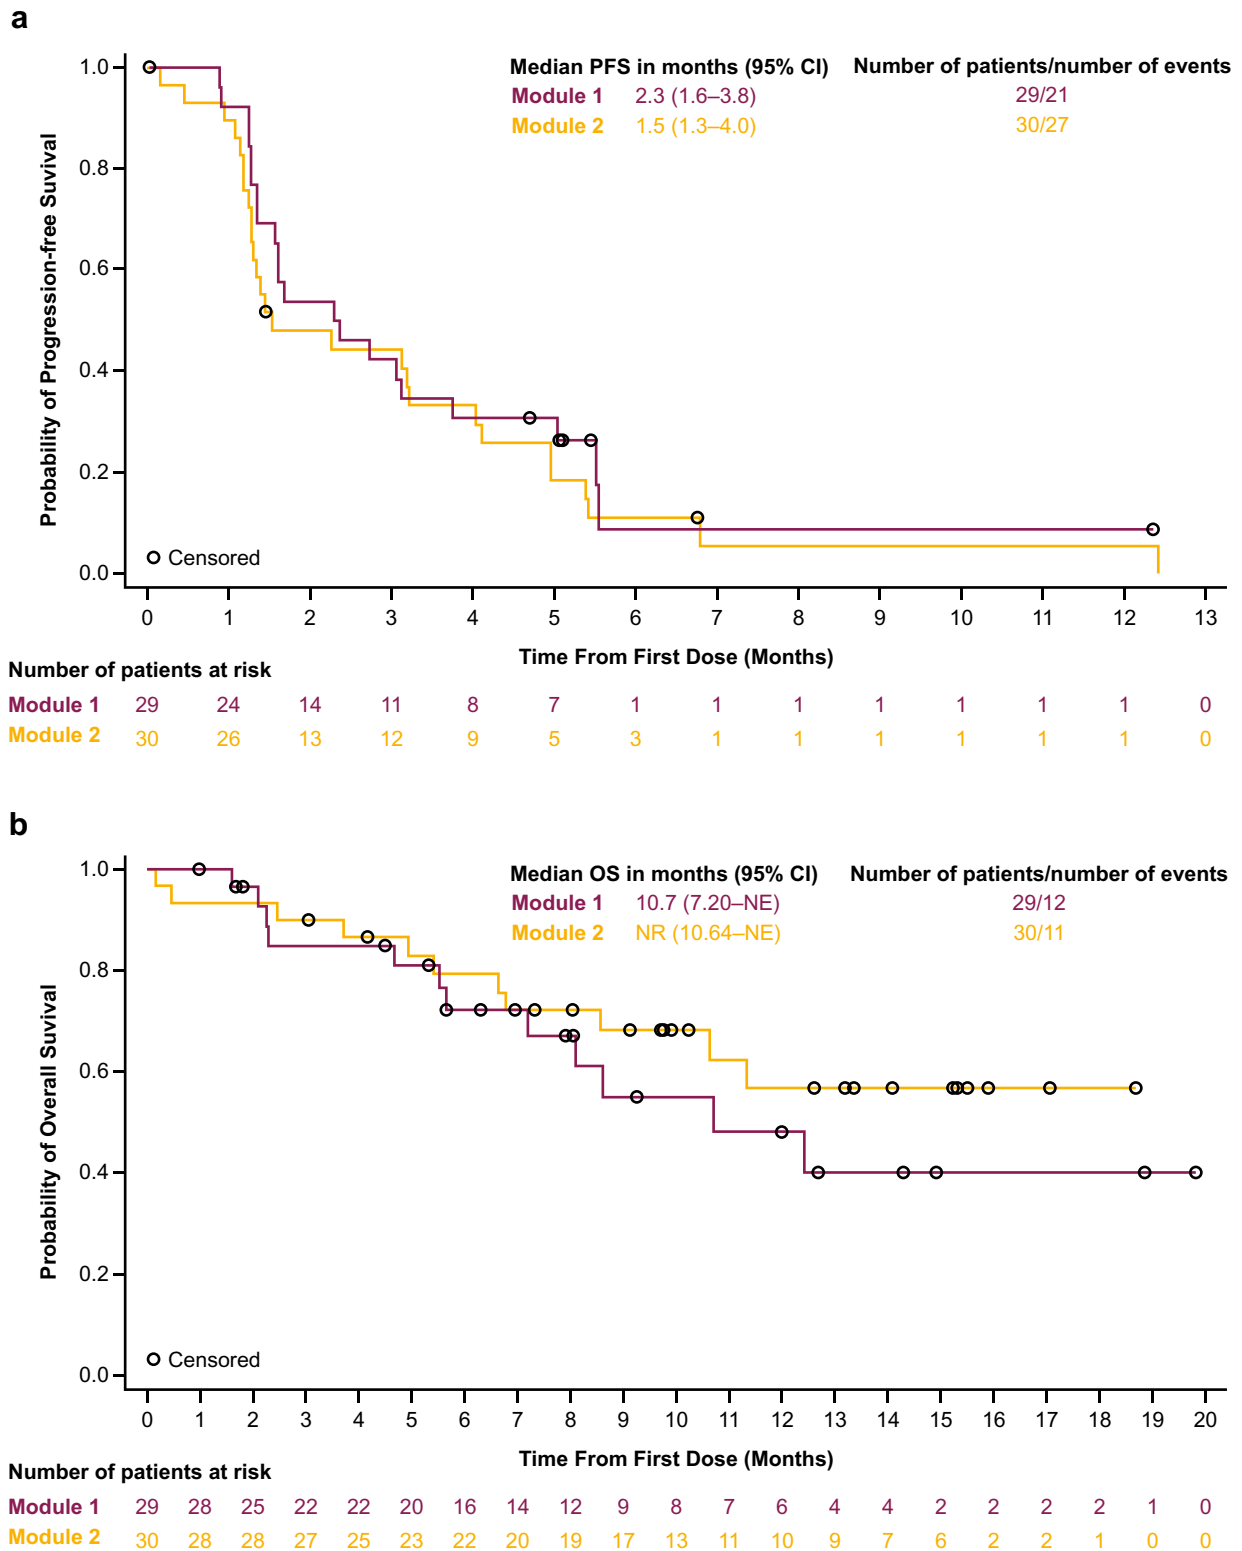 a
Median PFS in months (95% CI) Number of patients/number of events
Module 1 2.3 (1.6–3.8) 29/21
Module 2 1.5 (1.3–4.0) 30/27
Probability of Progression-free Suvival
1.0
0.8
0.6
0.4
0.2
0.0
Censored
0 1 2 3 4 5 6 7 8 9 10 11 12 13
Time From First Dose (Months)
Number of patients at risk
Module 1 29 24 14 11 8 7 1 1 1 1 1 1 1 0
Module 2 30 26 13 12 9 5 3 1 1 1 1 1 1 0
b
Median OS in months (95% CI) Number of patients/number of events
Module 1 10.7 (7.20–NE) 29/12
Module 2 NR (10.64–NE) 30/11
Probability of Overall Suvival
1.0
0.8
0.6
0.4
0.2
0.0
Censored
0 1 2 3 4 5 6 7 8 9 10 11 12 13 14 15 16 17 18 19 20
Time From First Dose (Months)
Number of patients at risk
Module 1 29 28 25 22 22 20 16 14 12 9 8 7 6 4 4 2 2 2 2 1 0
Module 2 30 28 28 27 25 23 22 20 19 17 13 11 10 9 7 6 2 2 1 0 0